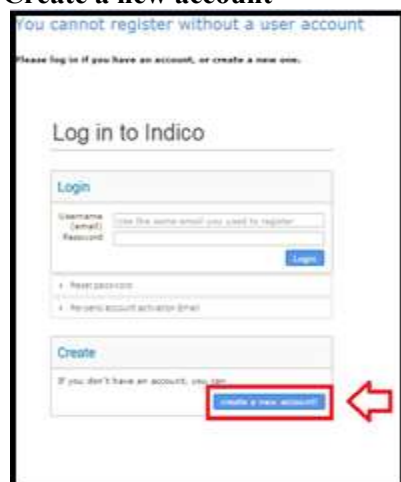 Create a new account
You cannot register without a user account
Please log in if you have an account, or create a new one.
Log in to Indico
Login
Username
(email)
Use the same email you used to register
Password
Login
Reset password
Re-send account activation Email
Create
If you don't have an account, you can
create a new account!